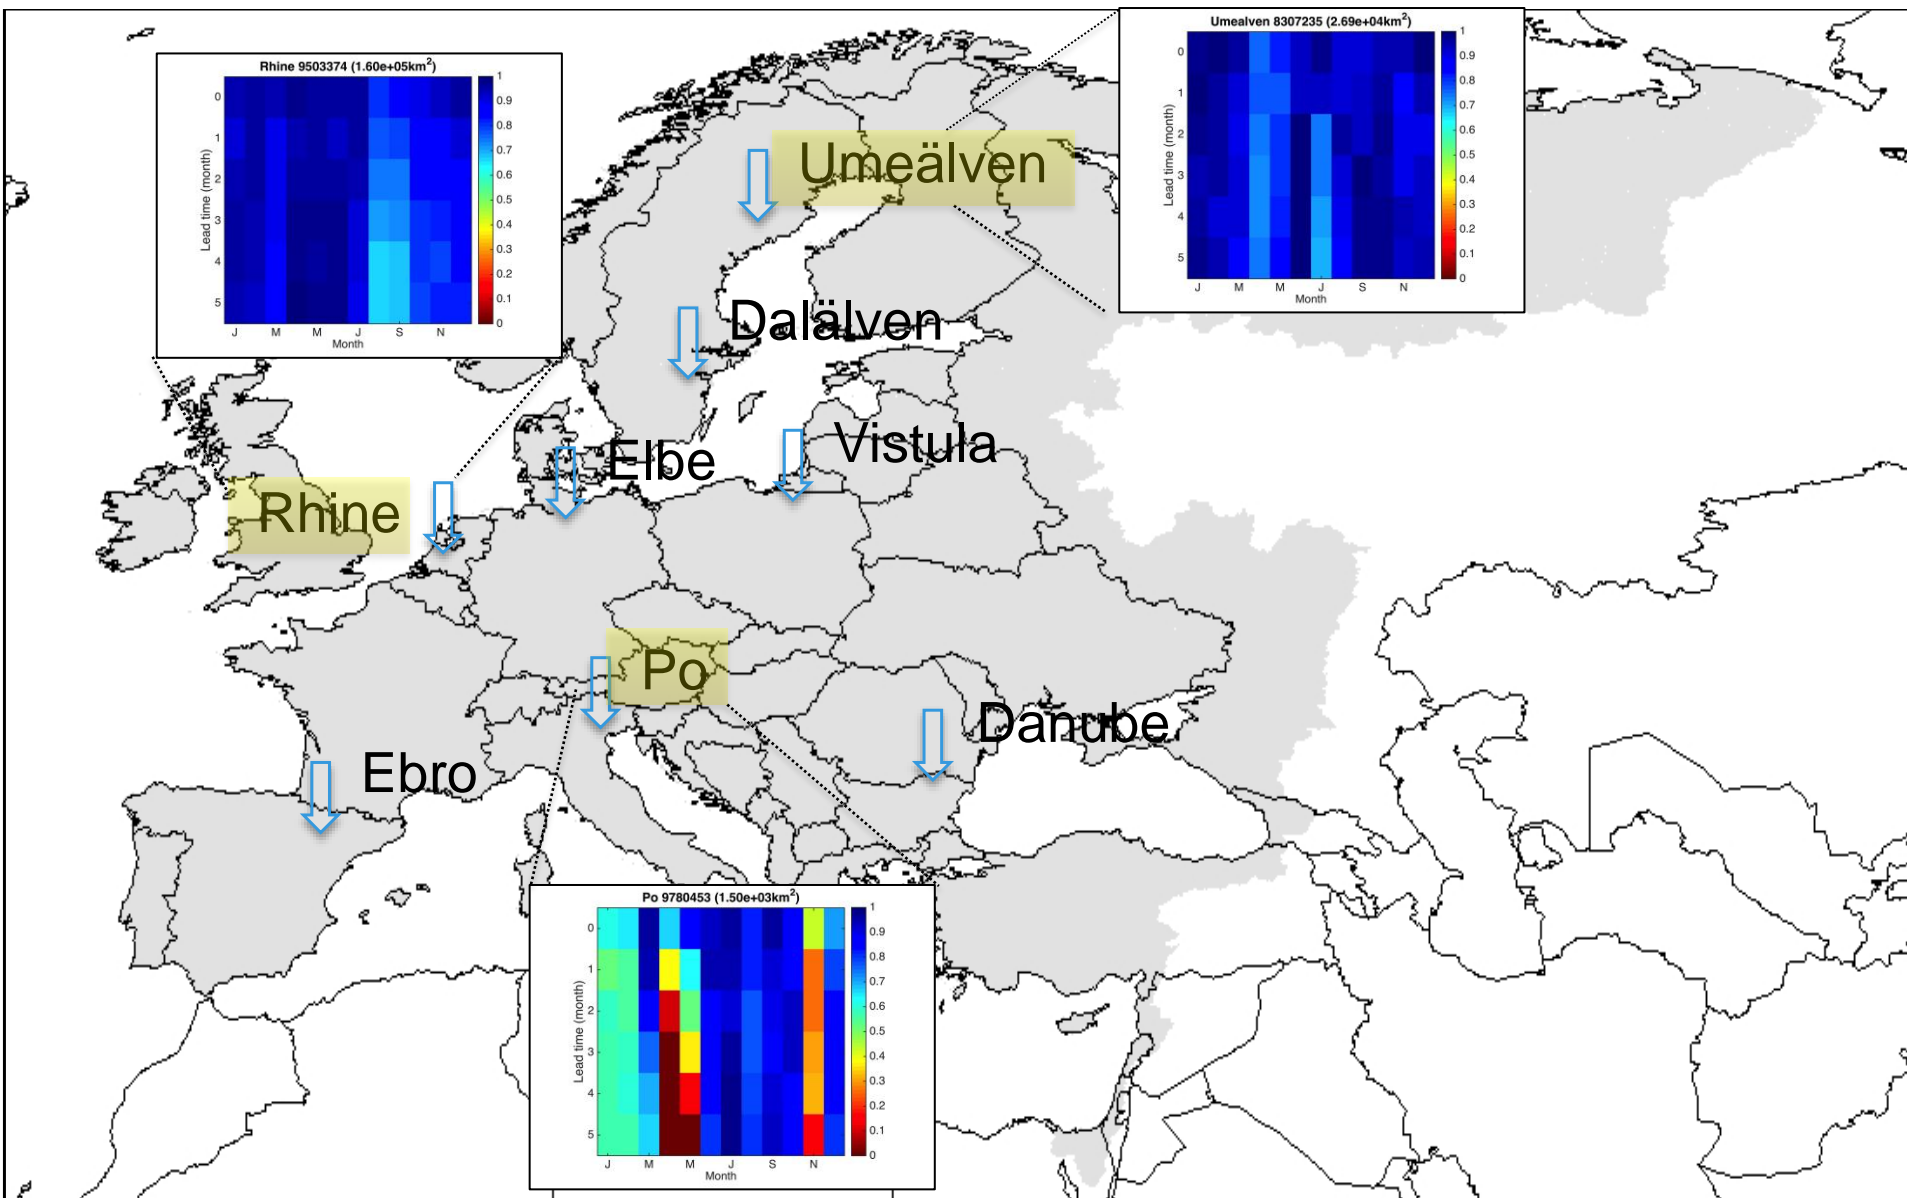 Rhine 9503374 (1.60e+05km²)
Lead time (month)
0
1
2
3
4
5
J M M J S N
Month
1
0.9
0.8
0.7
0.6
0.5
0.4
0.3
0.2
0.1
0
Umealven 8307235 (2.69e+04km²)
Lead time (month)
0
1
2
3
4
5
J M M J S N
Month
1
0.9
0.8
0.7
0.6
0.5
0.4
0.3
0.2
0.1
0
Umeälven
Dalälven
Elbe
Vistula
Rhine
Po
Danube
Ebro
Po 9780453 (1.50e+03km²)
Lead time (month)
0
1
2
3
4
5
J M M J S N
Month
1
0.9
0.8
0.7
0.6
0.5
0.4
0.3
0.2
0.1
0